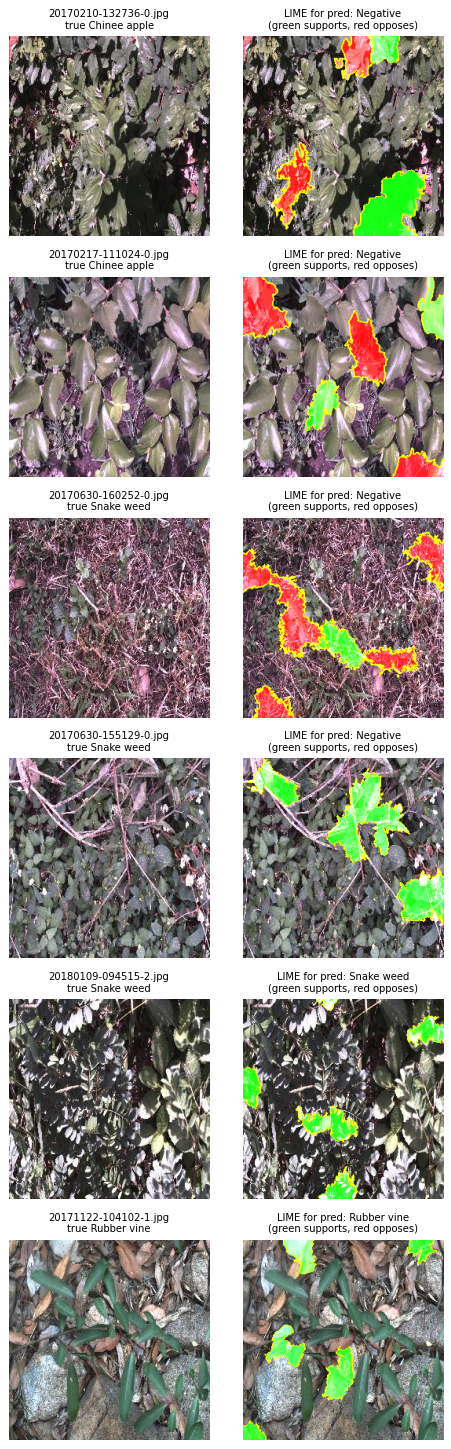 20170210-132736-0.jpg
true Chinee apple
LIME for pred: Negative
(green supports, red opposes)
20170217-111024-0.jpg
true Chinee apple
LIME for pred: Negative
(green supports, red opposes)
20170630-160252-0.jpg
true Snake weed
LIME for pred: Negative
(green supports, red opposes)
20170630-155129-0.jpg
true Snake weed
LIME for pred: Negative
(green supports, red opposes)
20180109-094515-2.jpg
true Snake weed
LIME for pred: Snake weed
(green supports, red opposes)
20171122-104102-1.jpg
true Rubber vine
LIME for pred: Rubber vine
(green supports, red opposes)